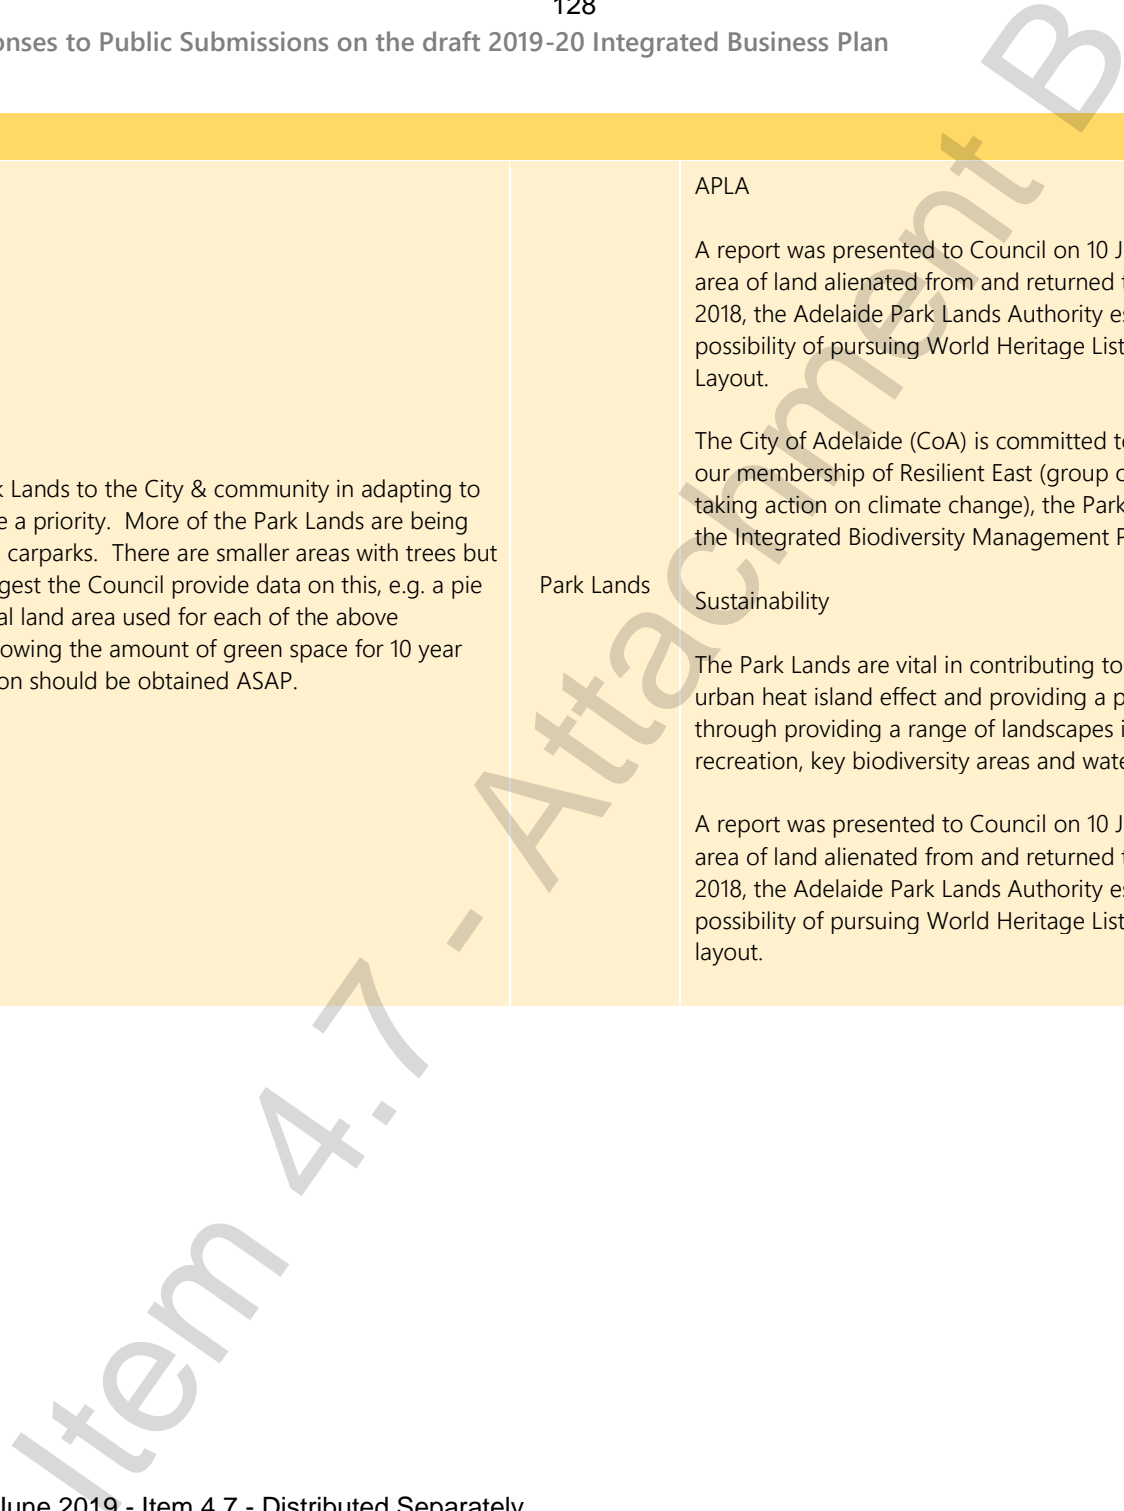 128
onses to Public Submissions on the draft 2019-20 Integrated Business Plan
k Lands to the City & community in adapting to
e a priority. More of the Park Lands are being
carparks. There are smaller areas with trees but
gest the Council provide data on this, e.g. a pie
al land area used for each of the above
owing the amount of green space for 10 year
on should be obtained ASAP.
Park Lands
APLA
A report was presented to Council on 10 J
area of land alienated from and returned t
2018, the Adelaide Park Lands Authority es
possibility of pursuing World Heritage List
Layout.
The City of Adelaide (CoA) is committed to
our membership of Resilient East (group o
taking action on climate change), the Park
the Integrated Biodiversity Management P
Sustainability
The Park Lands are vital in contributing to
urban heat island effect and providing a p
through providing a range of landscapes i
recreation, key biodiversity areas and wate
A report was presented to Council on 10 J
area of land alienated from and returned t
2018, the Adelaide Park Lands Authority es
possibility of pursuing World Heritage List
layout.
Item 4.7 - Attachment B
June 2019 - Item 4.7 - Distributed Separately